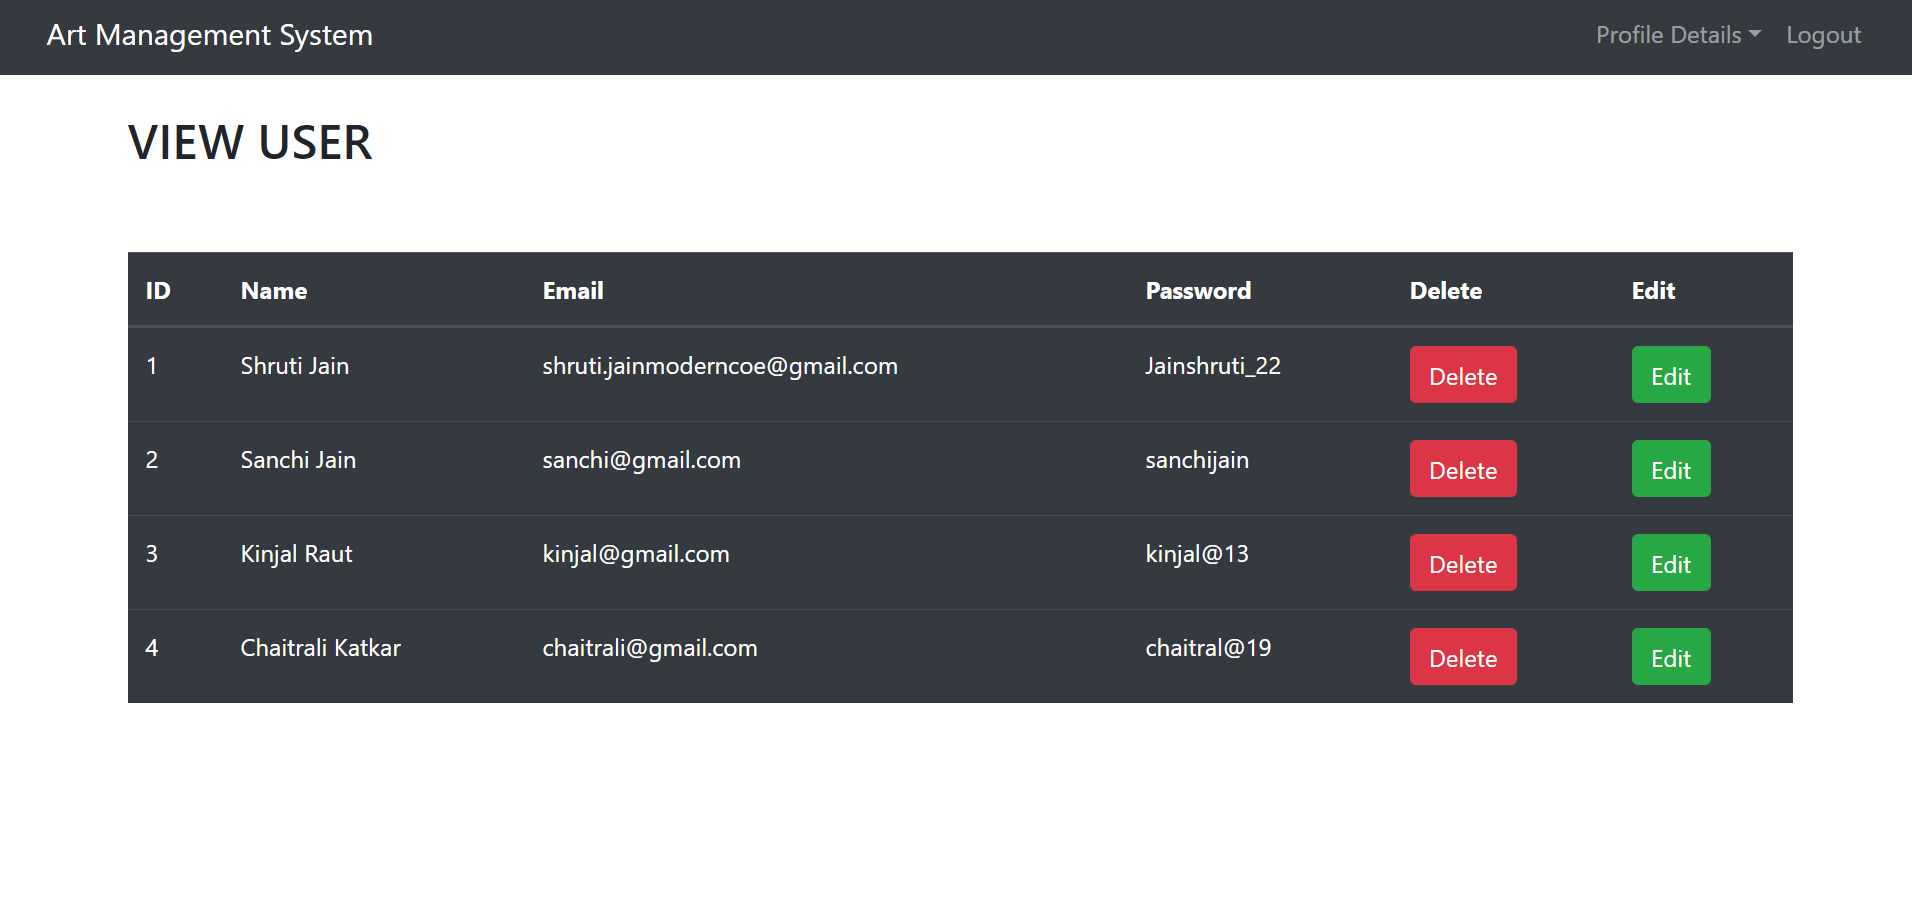 Art Management System Profile Details Logout
VIEW USER
ID Name Email Password Delete Edit
1 Shruti Jain shruti.jainmoderncoe@gmail.com Jainshruti_22 Delete Edit
2 Sanchi Jain sanchi@gmail.com sanchijain Delete Edit
3 Kinjal Raut kinjal@gmail.com kinjal@13 Delete Edit
4 Chaitrali Katkar chaitrali@gmail.com chaitral@19 Delete Edit